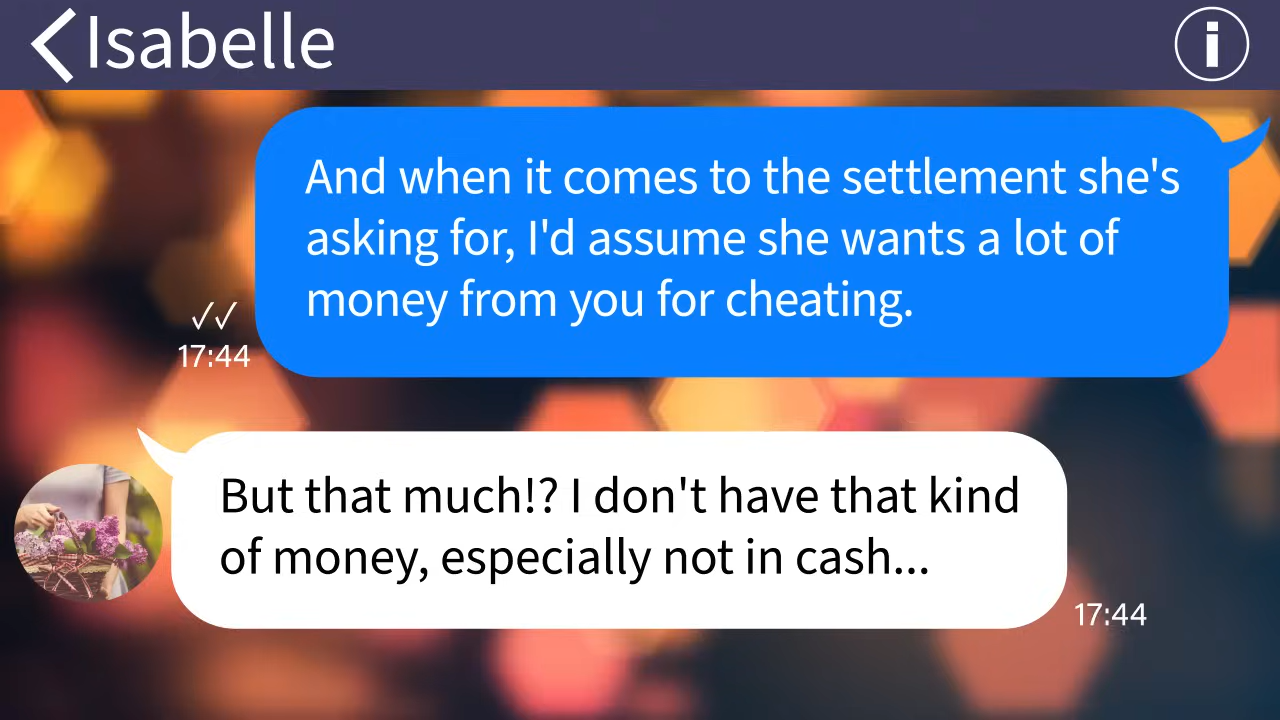 Isabelle
And when it comes to the settlement she's
asking for, I'd assume she wants a lot of
money from you for cheating.
✓✓
17:44
But that much!? I don't have that kind
of money, especially not in cash...
17:44